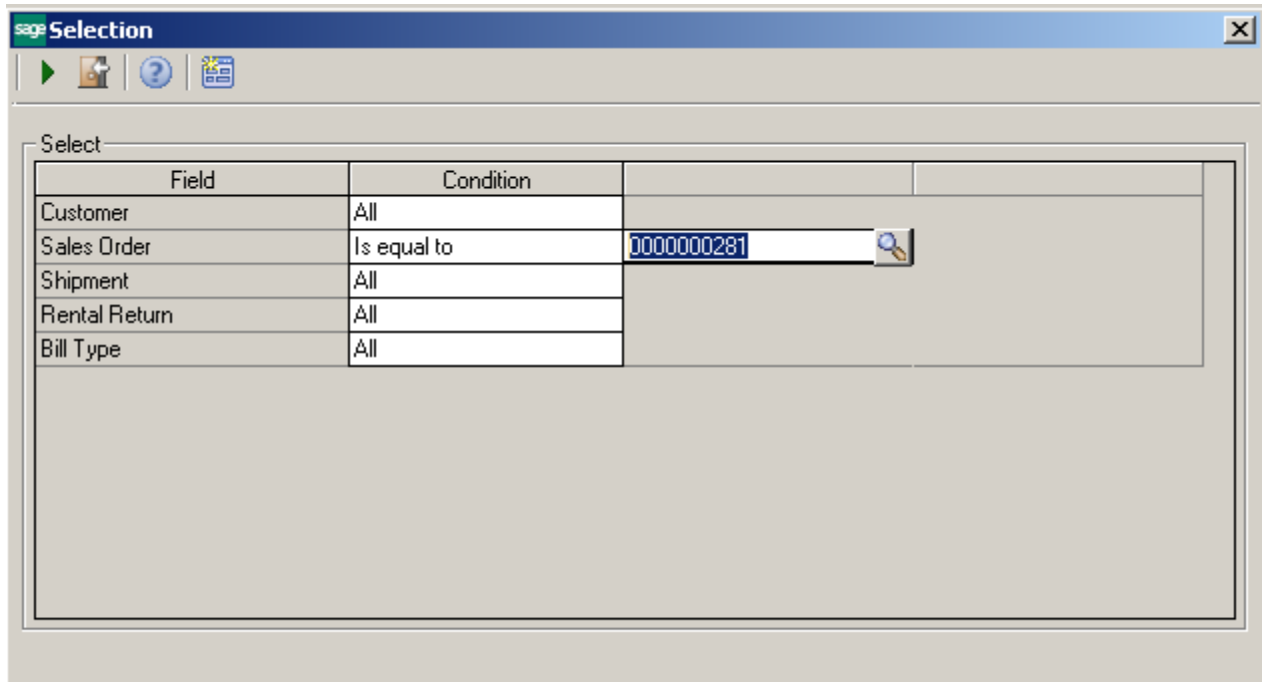 sage Selection
Select
Field Condition
Customer All
Sales Order Is equal to 0000000281
Shipment All
Rental Return All
Bill Type All